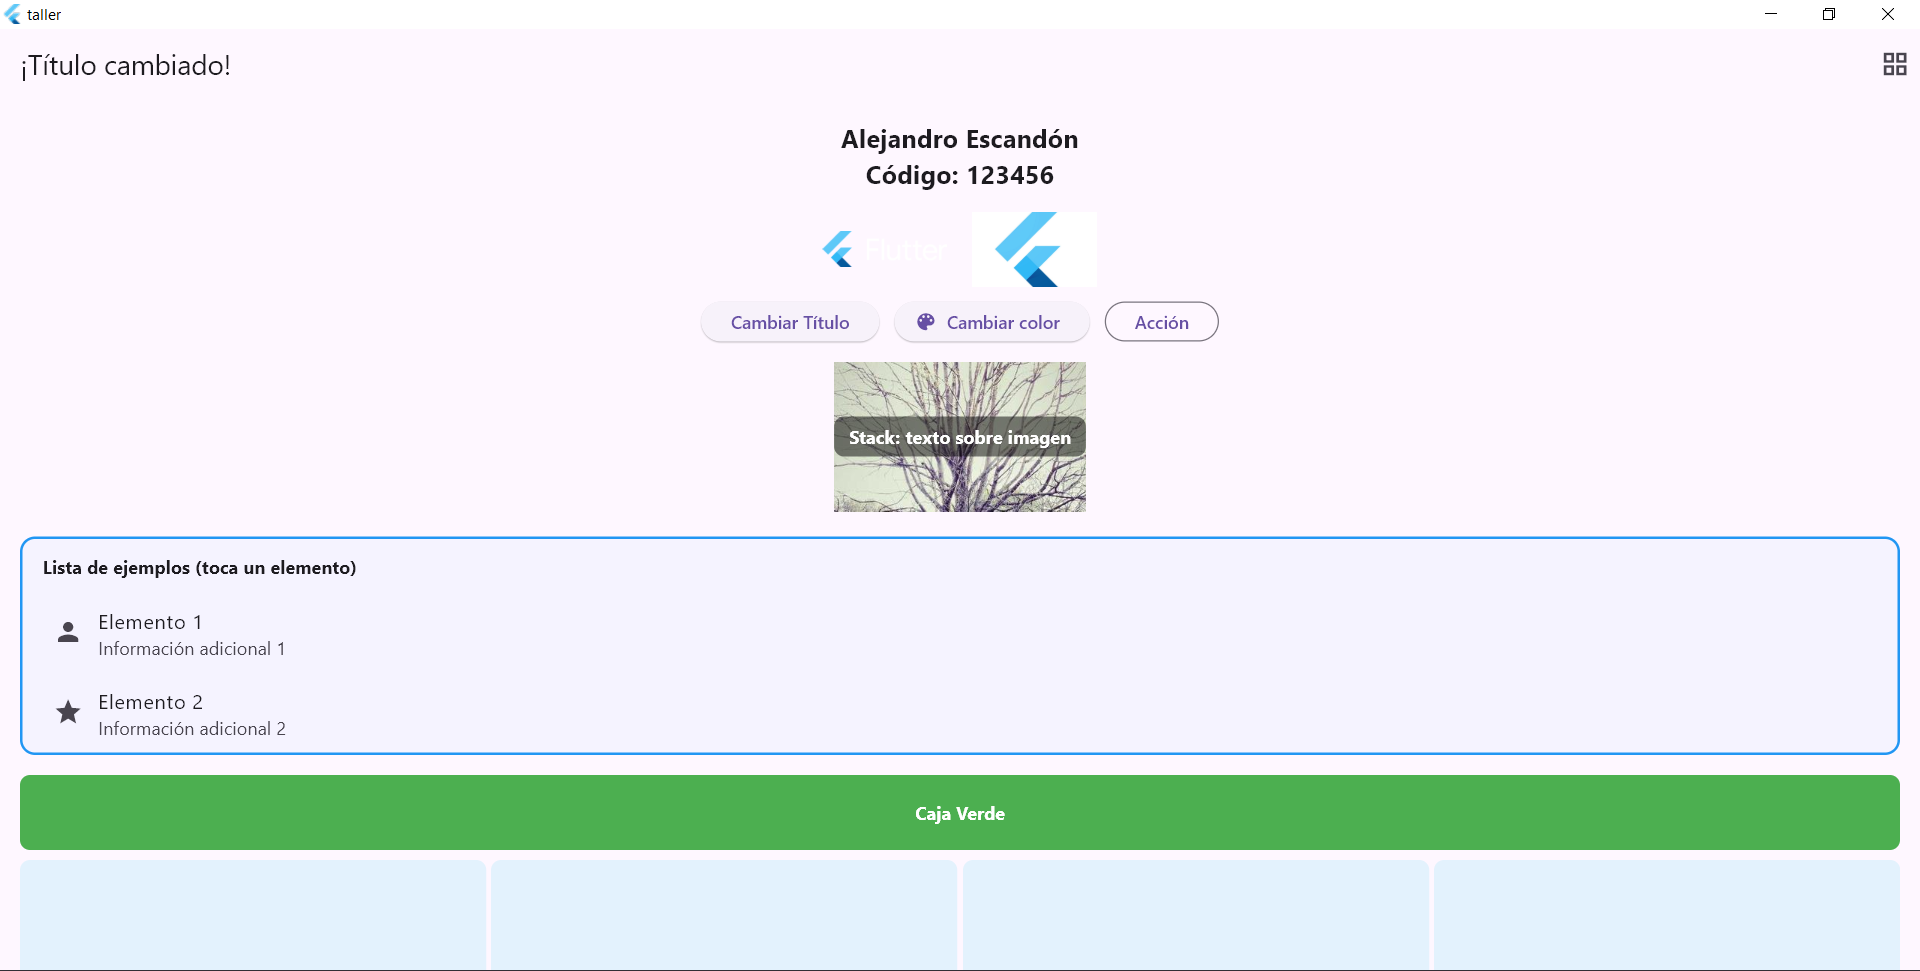 taller
¡Título cambiado!
Alejandro Escandón
Código: 123456
Flutter
Cambiar Título
Cambiar color
Acción
Stack: texto sobre imagen
Lista de ejemplos (toca un elemento)
Elemento 1
Información adicional 1
Elemento 2
Información adicional 2
Caja Verde